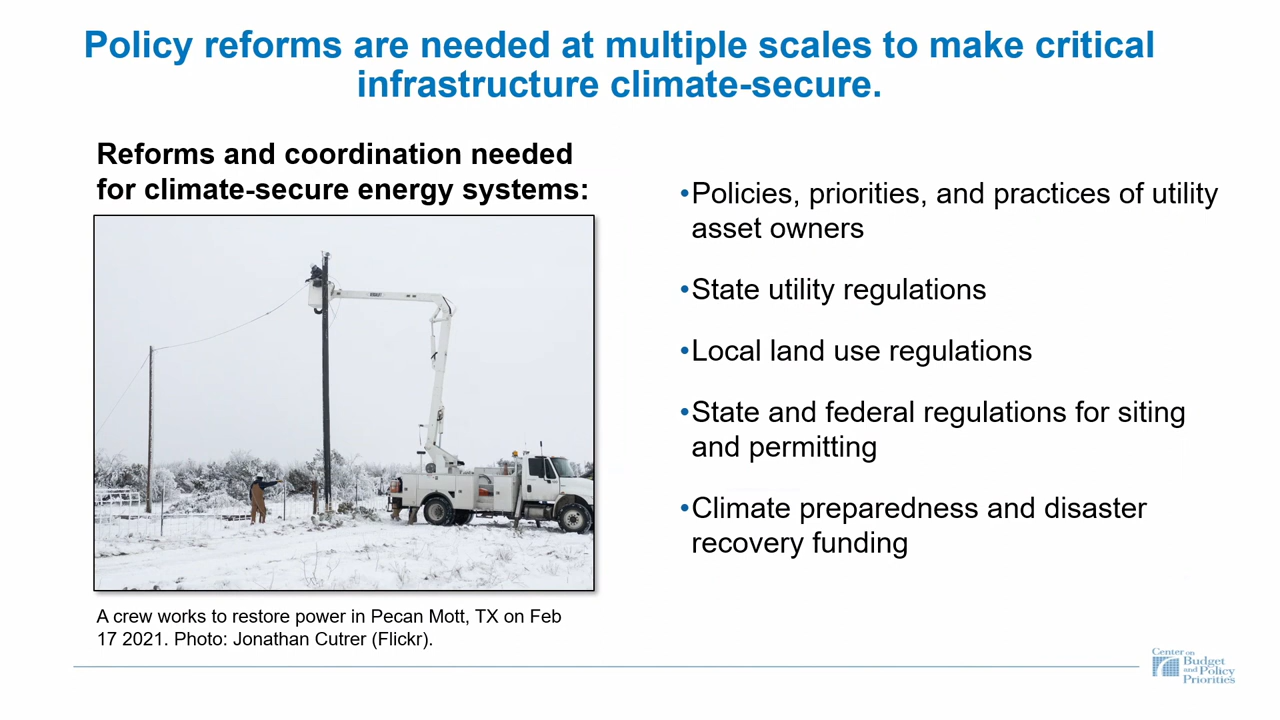 Policy reforms are needed at multiple scales to make critical
infrastructure climate-secure.
Reforms and coordination needed
for climate-secure energy systems:
A crew works to restore power in Pecan Mott, TX on Feb
17 2021. Photo: Jonathan Cutrer (Flickr).
•Policies, priorities, and practices of utility
asset owners
•State utility regulations
•Local land use regulations
•State and federal regulations for siting
and permitting
•Climate preparedness and disaster
recovery funding
Center on
Budget
and Policy
Priorities